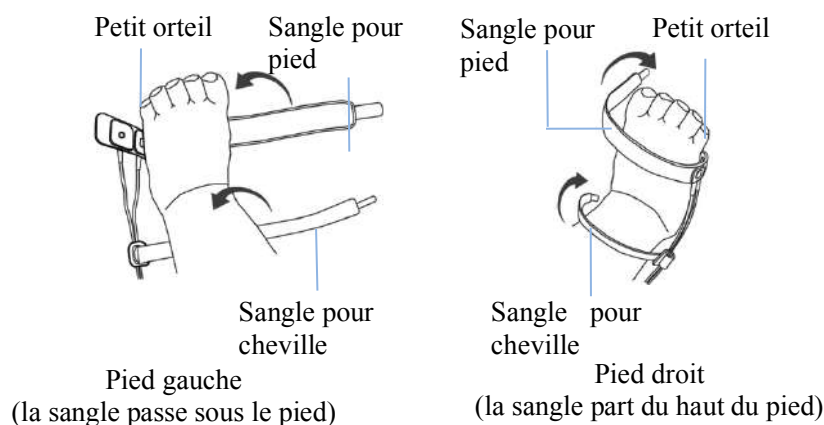 Petit orteil
Sangle pour
pied
Sangle pour
cheville
Pied gauche
(la sangle passe sous le pied)
Sangle pour
pied
Petit orteil
Sangle pour
cheville
Pied droit
(la sangle part du haut du pied)